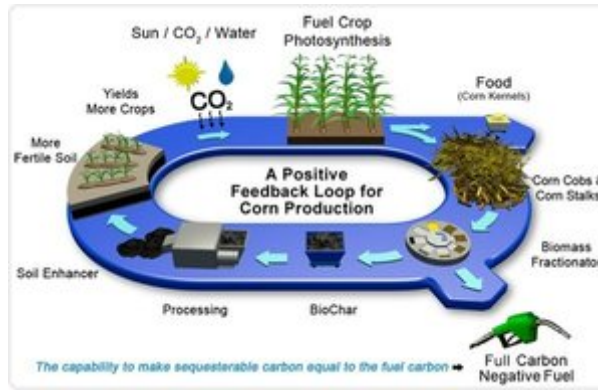 Sun / CO2 / Water
Fuel Crop
Photosynthesis
Food
(Corn Kernels)
Yields
More Crops
CO2
More
Fertile Soil
A Positive
Feedback Loop for
Corn Production
Corn Cobs &
Corn Stalks
Biomass
Fractionator
Soil Enhancer
Processing
BioChar
The capability to make sequesterable carbon equal to the fuel carbon
Full Carbon
Negative Fuel